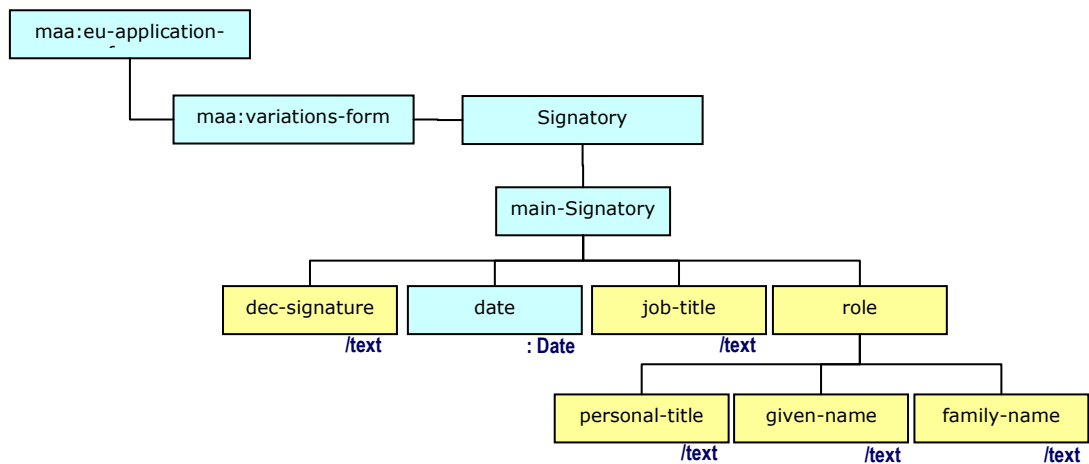 maa:eu-application-
maa:variations-form
Signatory
main-Signatory
dec-signature
date
job-title
role
/text
: Date
/text
personal-title
given-name
family-name
/text
/text
/text